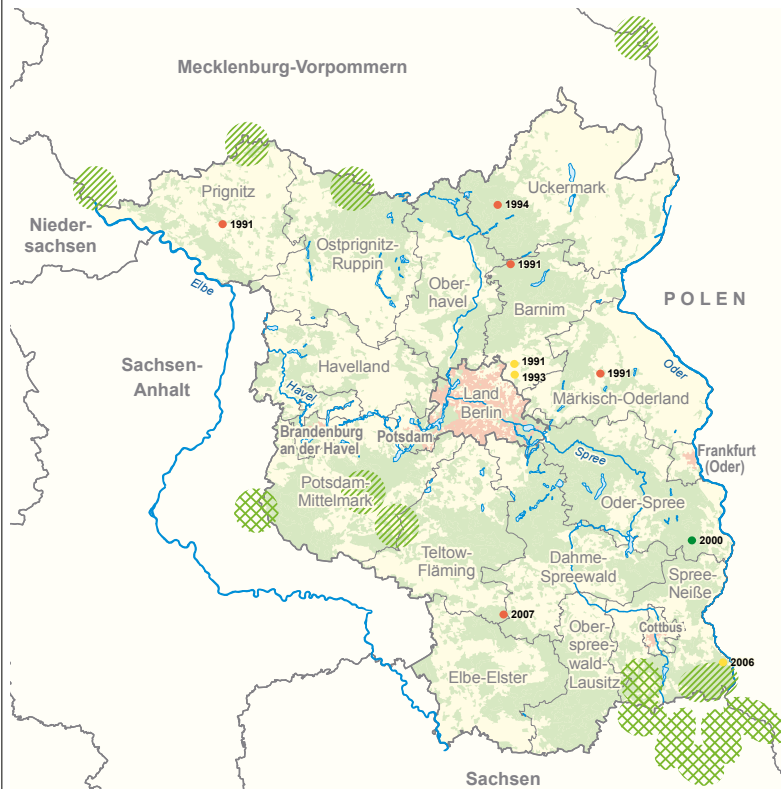 Mecklenburg-Vorpommern
Uckermark
Prignitz
1994
1991
Nieder-
sachsen
Ostprignitz-
Ruppin
1991
Ober-
havel
Elbe
POLEN
Barnim
Sachsen-
Anhalt
Havelland
1991
1993
1991
Oder
Havel
Land
Berlin
Märkisch-Oderland
Brandenburg
an der Havel
Potsdam
Spree
Frankfurt
(Oder)
Potsdam-
Mittelmark
Oder-Spree
2000
Teltow-
Fläming
Dahme-
Spreewald
Spree-
Neiße
2007
Ober-
spree-
wald-
Lausitz
Cottbus
2006
Elbe-Elster
Sachsen